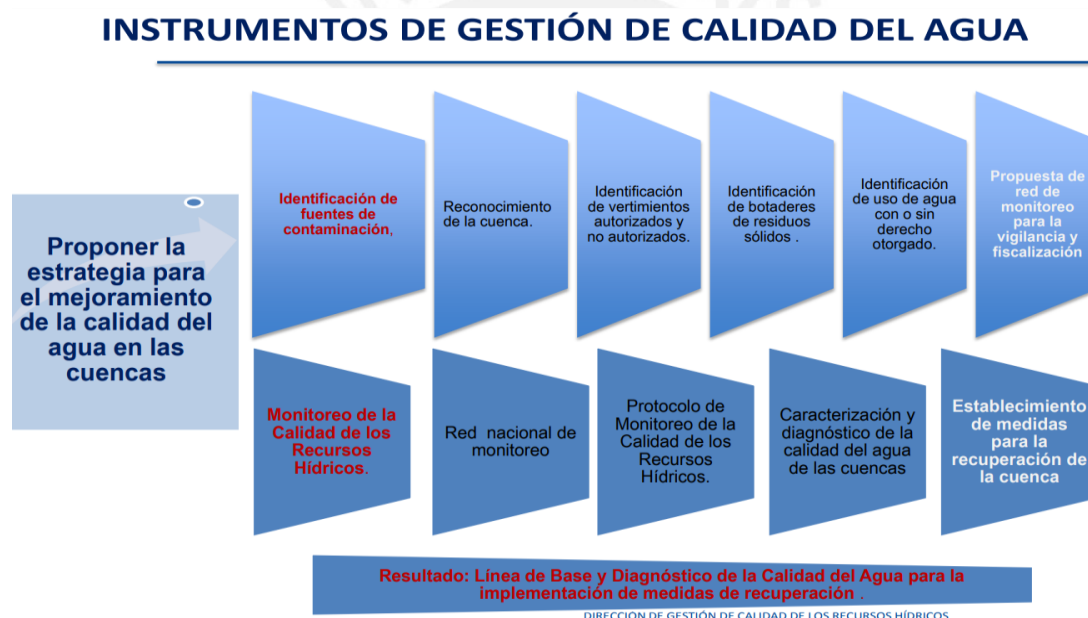 INSTRUMENTOS DE GESTIÓN DE CALIDAD DEL AGUA
Proponer la
estrategia para
el mejoramiento
de la calidad del
agua en las
cuencas
Identificación de
fuentes de
contaminación,
Reconocimiento
de la cuenca.
Identificación
de vertimientos
autorizados y
no autorizados.
Identificación
de botaderes
de residuos
sólidos .
Identificación
de uso de agua
con o sin
derecho
otorgado.
Propuesta de
red de
monitoreo
para la
vigilancia y
fiscalización
Monitoreo de la
Calidad de los
Recursos
Hídricos.
Red nacional de
monitoreo
Protocolo de
Monitoreo de la
Calidad de los
Recursos
Hídricos.
Caracterización y
diagnóstico de la
calidad del agua
de las cuencas
Establecimiento
de medidas
para la
recuperación de
la cuenca
Resultado: Línea de Base y Diagnóstico de la Calidad del Agua para la
implementación de medidas de recuperación .
DIRECCIÓN DE GESTIÓN DE CALIDAD DE LOS RECURSOS HÍDRICOS